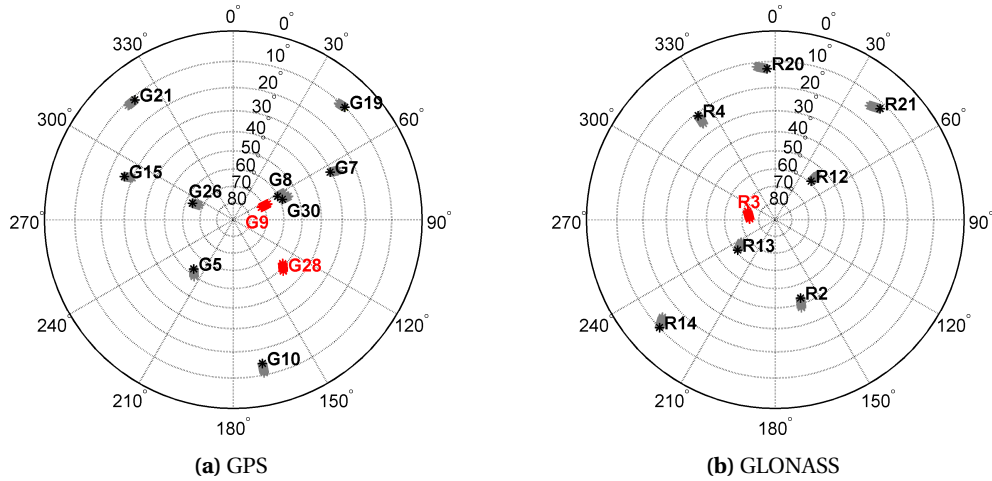 0°
330°
30°
300°
60°
270°
90°
240°
120°
210°
150°
180°
10°
20°
30°
40°
50°
60
70
80
G21
G19
G15
G7
G8
G26
G30
G9
G5
G28
G10
(a) GPS
0°
330°
30°
300°
60°
270°
90°
240°
120°
210°
150°
180°
10°
20°
30°
40°
50°
60
70
80
R20
R21
R4
R12
R3
R13
R2
R14
(b) GLONASS